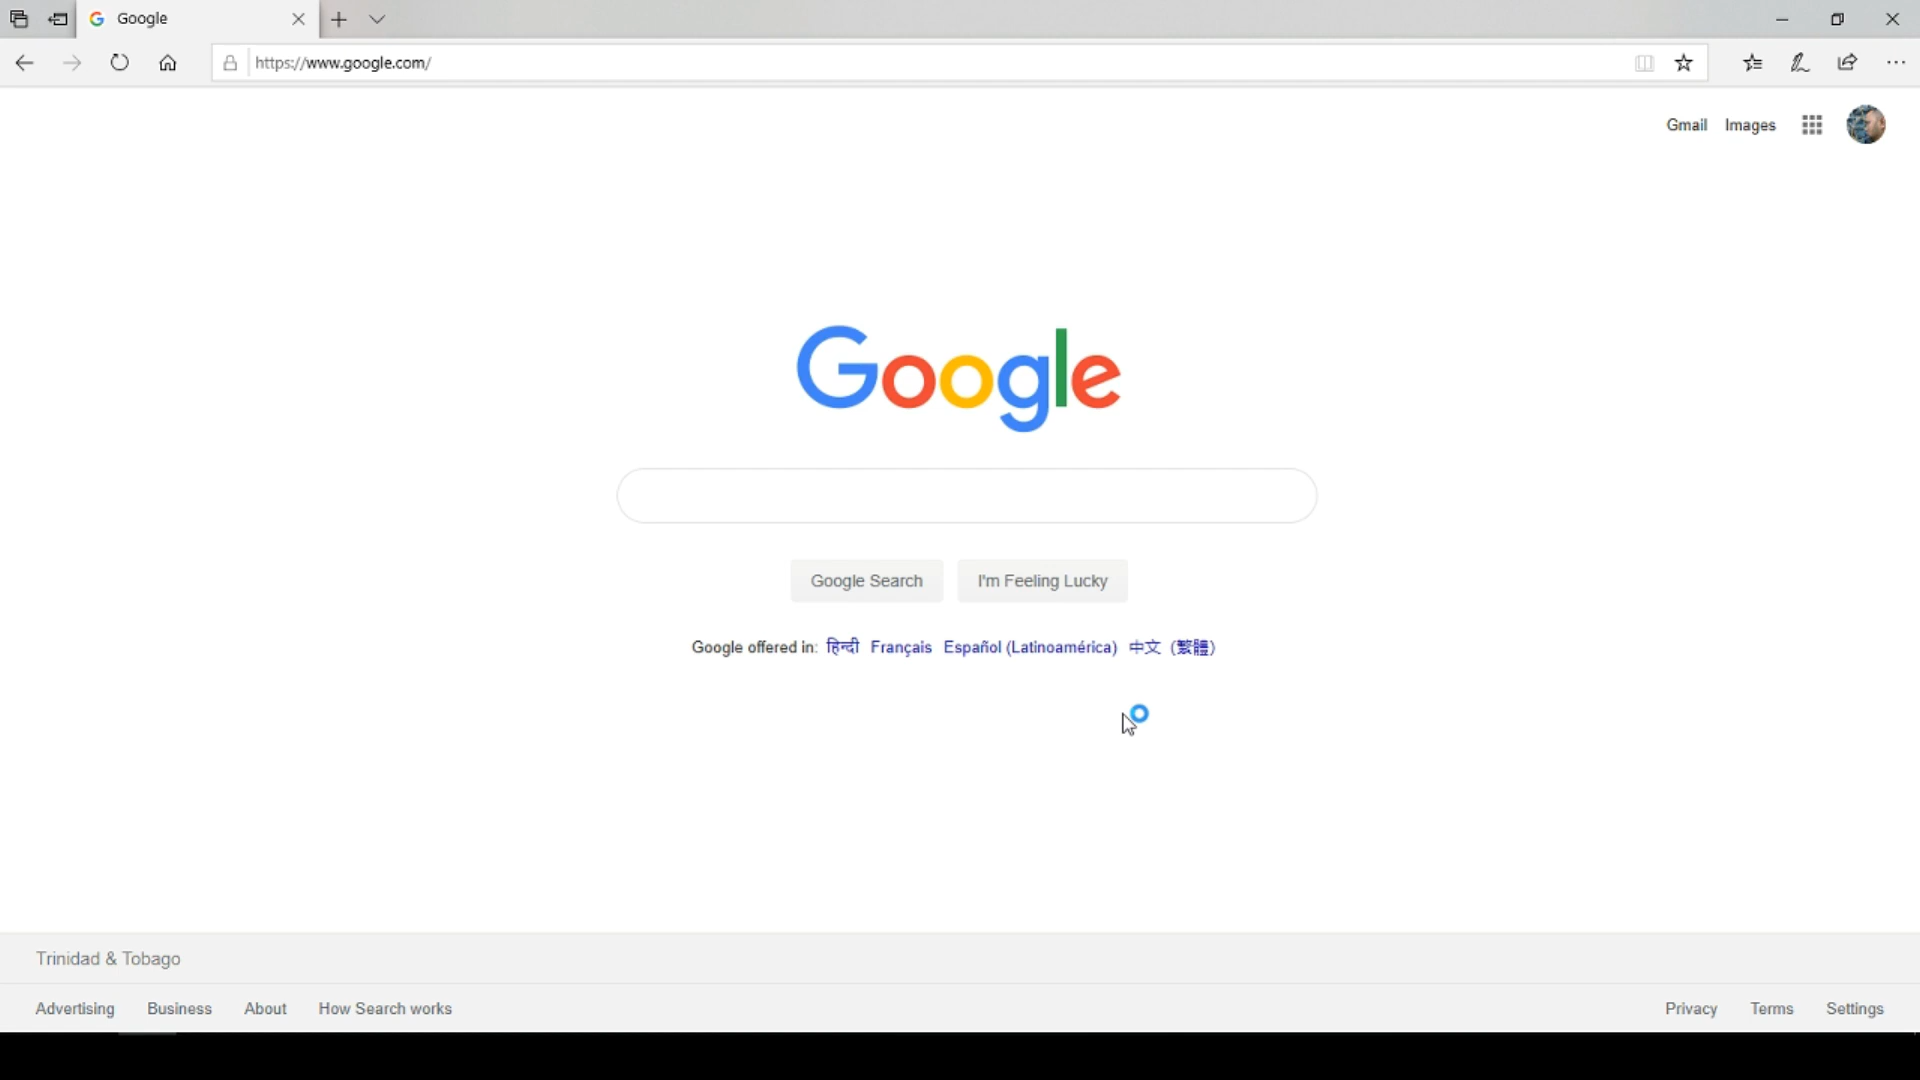 Google
https://www.google.com/
Gmail Images
Google
Google Search I'm Feeling Lucky
Google offered in: हिन्दी Français Español (Latinoamérica) 中文 (繁體)
Trinidad & Tobago
Advertising Business About How Search works Privacy Terms Settings